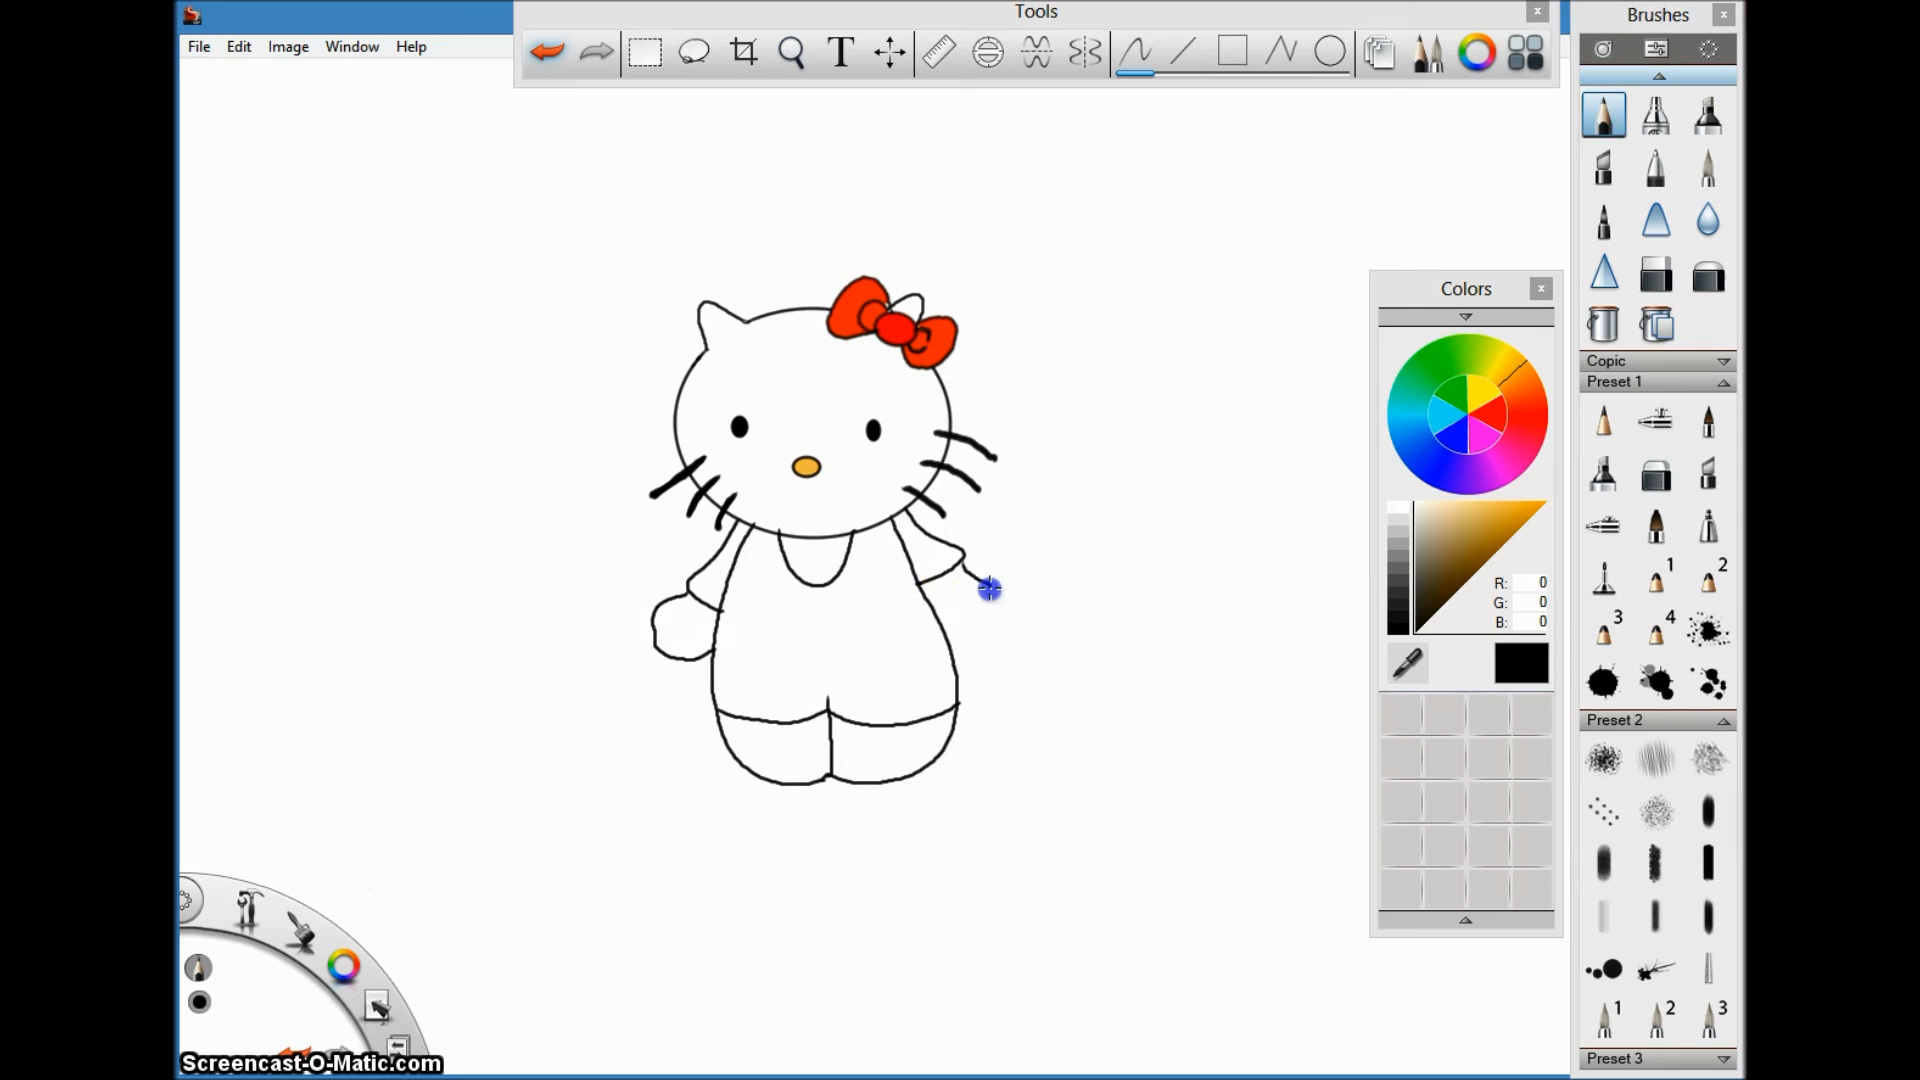 Tools
Brushes
File Edit Image Window Help
T
Colors
Copic
Preset 1
R: 0
G: 0
B: 0
1 2
3 4
Preset 2
1 2 3
Preset 3
Screencast-O-Matic.com